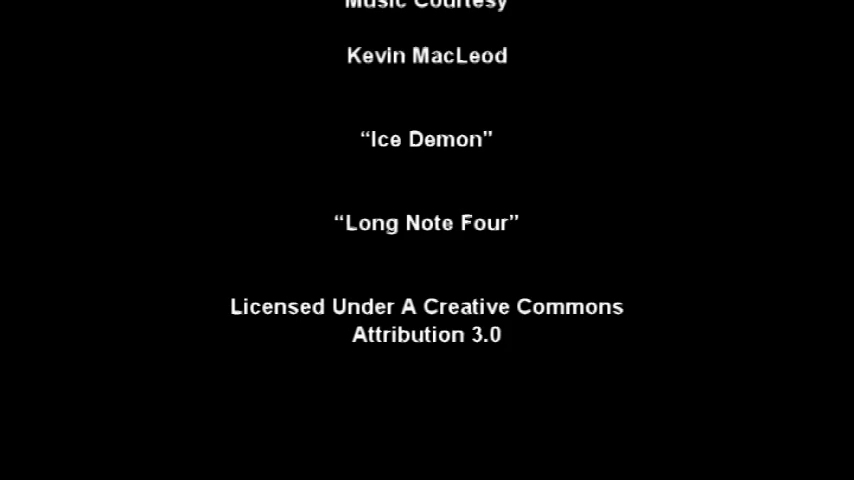 Music Courtesy
Kevin MacLeod
“Ice Demon”
“Long Note Four”
Licensed Under A Creative Commons
Attribution 3.0